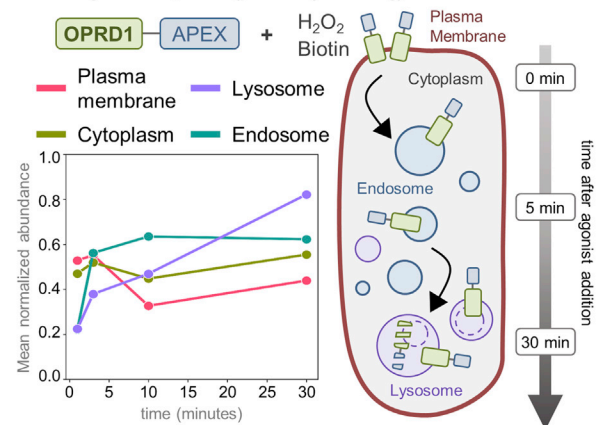 OPRD1
APEX
+
H₂O₂
Biotin
Plasma
Membrane
Plasma
membrane
Lysosome
Cytoplasm
Endosome
Mean normalized abundance
1.0
0.8
0.6
0.4
0.2
0.0
0 5 10 15 20 25 30
time (minutes)
Cytoplasm
Endosome
Lysosome
0 min
5 min
30 min
time after agonist addition